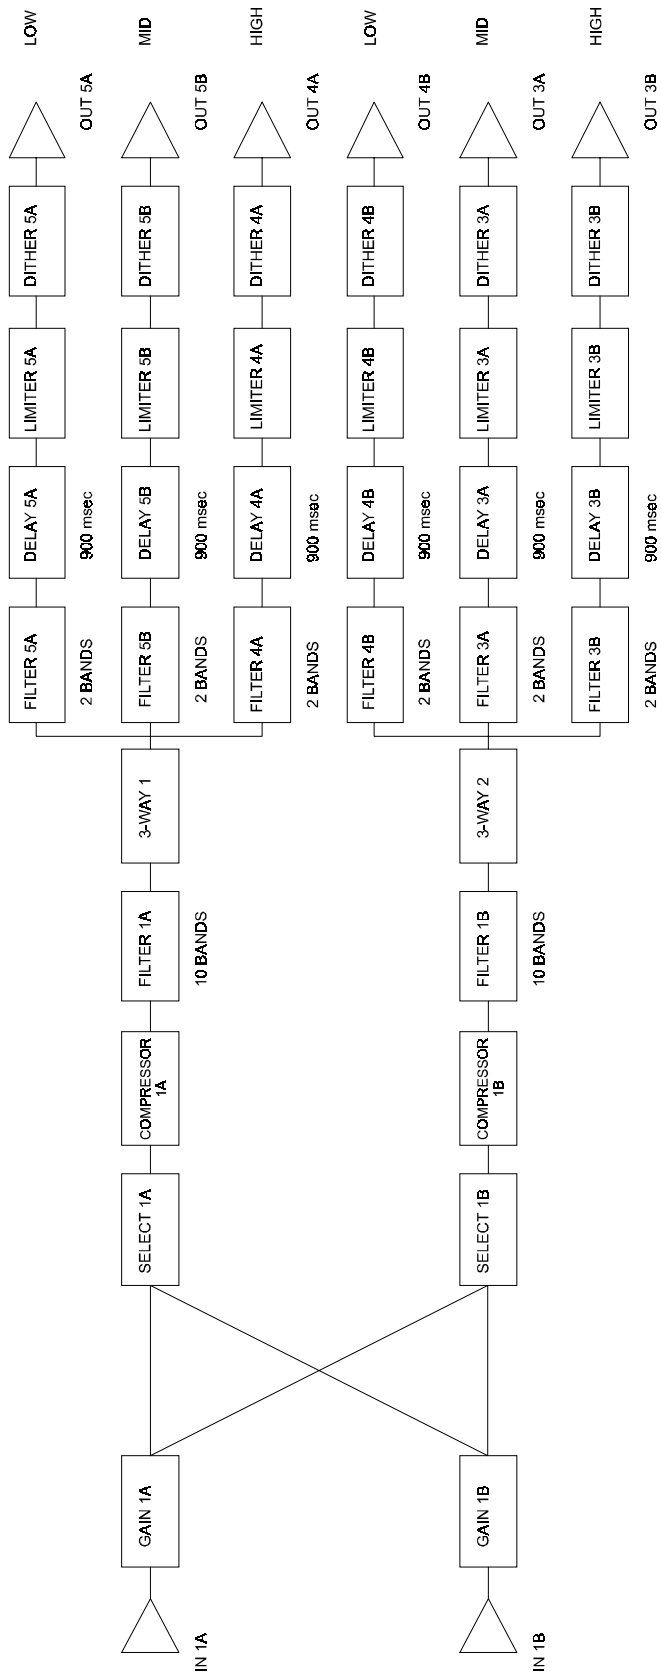 LOW
MID
HIGH
LOW
MID
HIGH
OUT 5A
OUT 5B
OUT 4A
OUT 4B
OUT 3A
OUT 3B
DITHER 5A
DITHER 5B
DITHER 4A
DITHER 4B
DITHER 3A
DITHER 3B
LIMITER 5A
LIMITER 5B
LIMITER 4A
LIMITER 4B
LIMITER 3A
LIMITER 3B
DELAY 5A
900 msec
DELAY 5B
900 msec
DELAY 4A
900 msec
DELAY 4B
900 msec
DELAY 3A
900 msec
DELAY 3B
900 msec
FILTER 5A
2 BANDS
FILTER 5B
2 BANDS
FILTER 4A
2 BANDS
FILTER 4B
2 BANDS
FILTER 3A
2 BANDS
FILTER 3B
2 BANDS
3-WAY 1
3-WAY 2
FILTER 1A
10 BANDS
FILTER 1B
10 BANDS
COMPRESSOR
1A
COMPRESSOR
1B
SELECT 1A
SELECT 1B
GAIN 1A
GAIN 1B
IN 1A
IN 1B